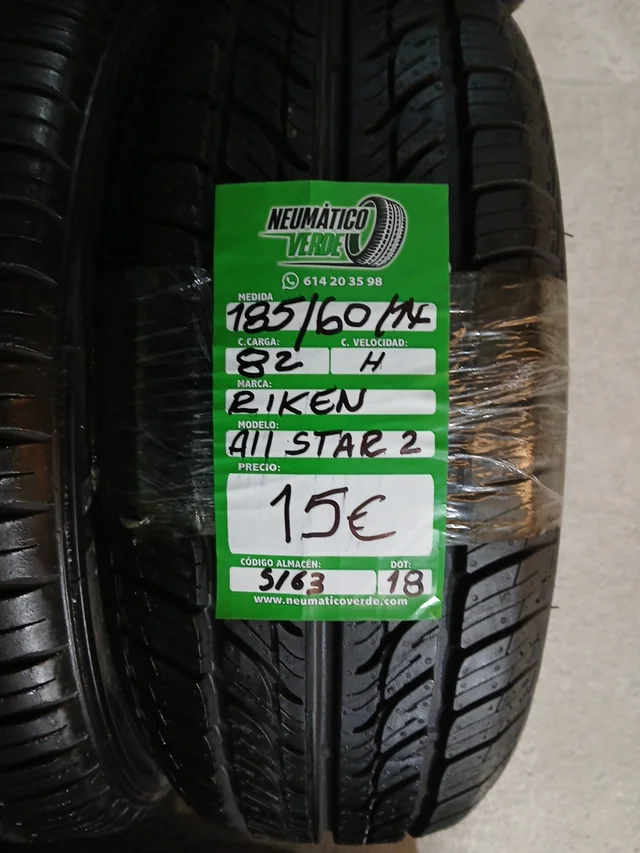 NEUMÁTICO
VERDE
614 20 35 98
MEDIDA
185/60/14
C.CARGA: C. VELOCIDAD:
82 H
MARCA:
RIKEN
MODELO:
All STAR 2
PRECIO:
15€
CÓDIGO ALMACÉN: DOT:
5163 18
www.neumaticoverde.com